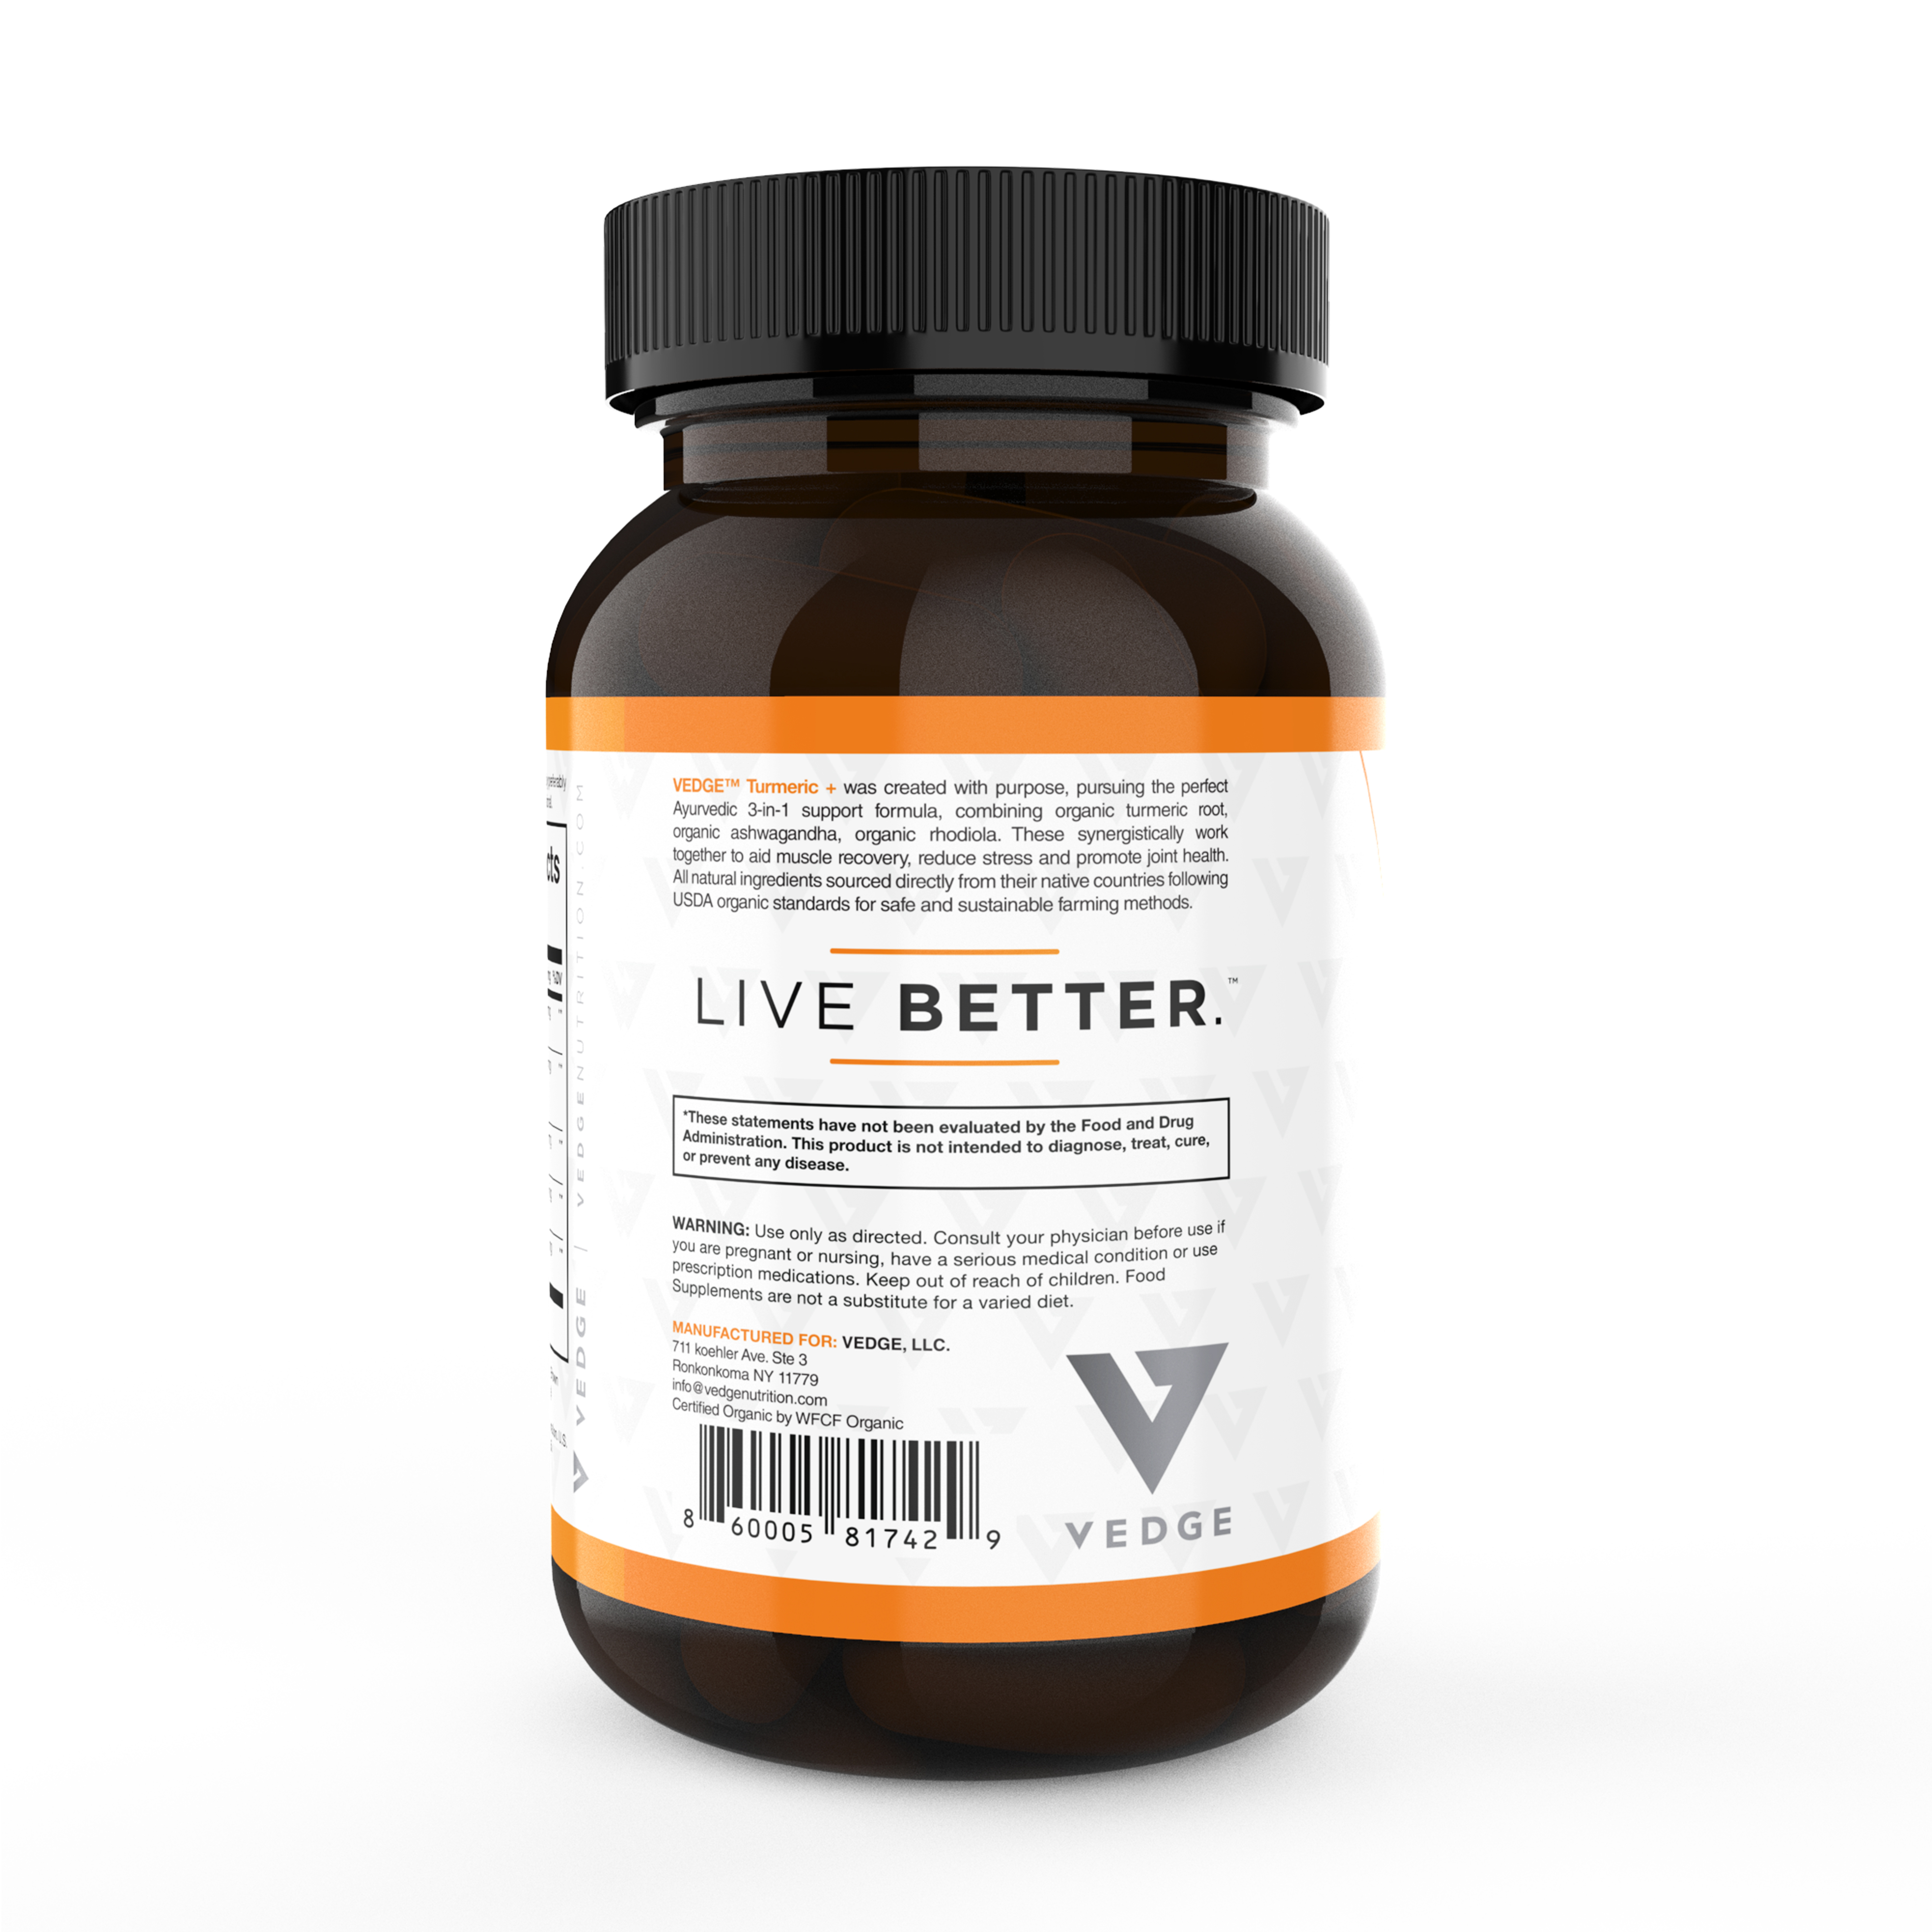 VEDGE™ Turmeric + was created with purpose, pursuing the perfect
Ayurvedic 3-in-1 support formula, combining organic turmeric root,
organic ashwagandha, organic rhodiola. These synergistically work
together to aid muscle recovery, reduce stress and promote joint health.
All natural ingredients sourced directly from their native countries following
USDA organic standards for safe and sustainable farming methods.
LIVE BETTER.™
*These statements have not been evaluated by the Food and Drug
Administration. This product is not intended to diagnose, treat, cure,
or prevent any disease.
WARNING: Use only as directed. Consult your physician before use if
you are pregnant or nursing, have a serious medical condition or use
prescription medications. Keep out of reach of children. Food
Supplements are not a substitute for a varied diet.
MANUFACTURED FOR: VEDGE, LLC.
711 koehler Ave. Ste 3
Ronkonkoma NY 11779
info@vedgenutrition.com
Certified Organic by WFCF Organic
8 60005 81742 9
VEDGE
VEDGE | VEDGENUTRITION.COM